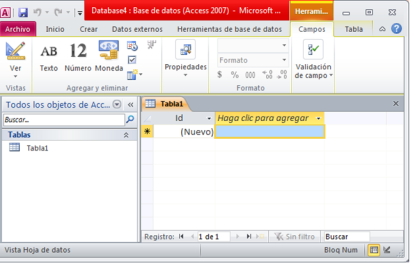 Database4 : Base de datos (Access 2007) - Microsoft ...
Herrami...
Archivo Inicio Crear Datos externos Herramientas de base de datos Campos Tabla
Ver
AB Texto
12 Número
Moneda
Propiedades
Formato
$ % 000
Validación
de campo
Vistas Agregar y eliminar Formato
Todos los objetos de Acc...
Buscar...
Tablas
Tabla1
Tabla1
Id Haga clic para agregar
(Nuevo)
Registro: 1 de 1 Sin filtro Buscar
Vista Hoja de datos Bloq Num